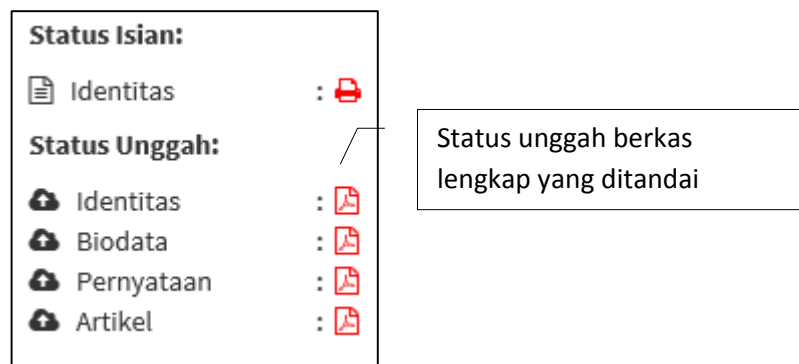 Status Isian:
Identitas :
Status Unggah:
Identitas :
Biodata :
Pernyataan :
Artikel :
Status unggah berkas
lengkap yang ditandai